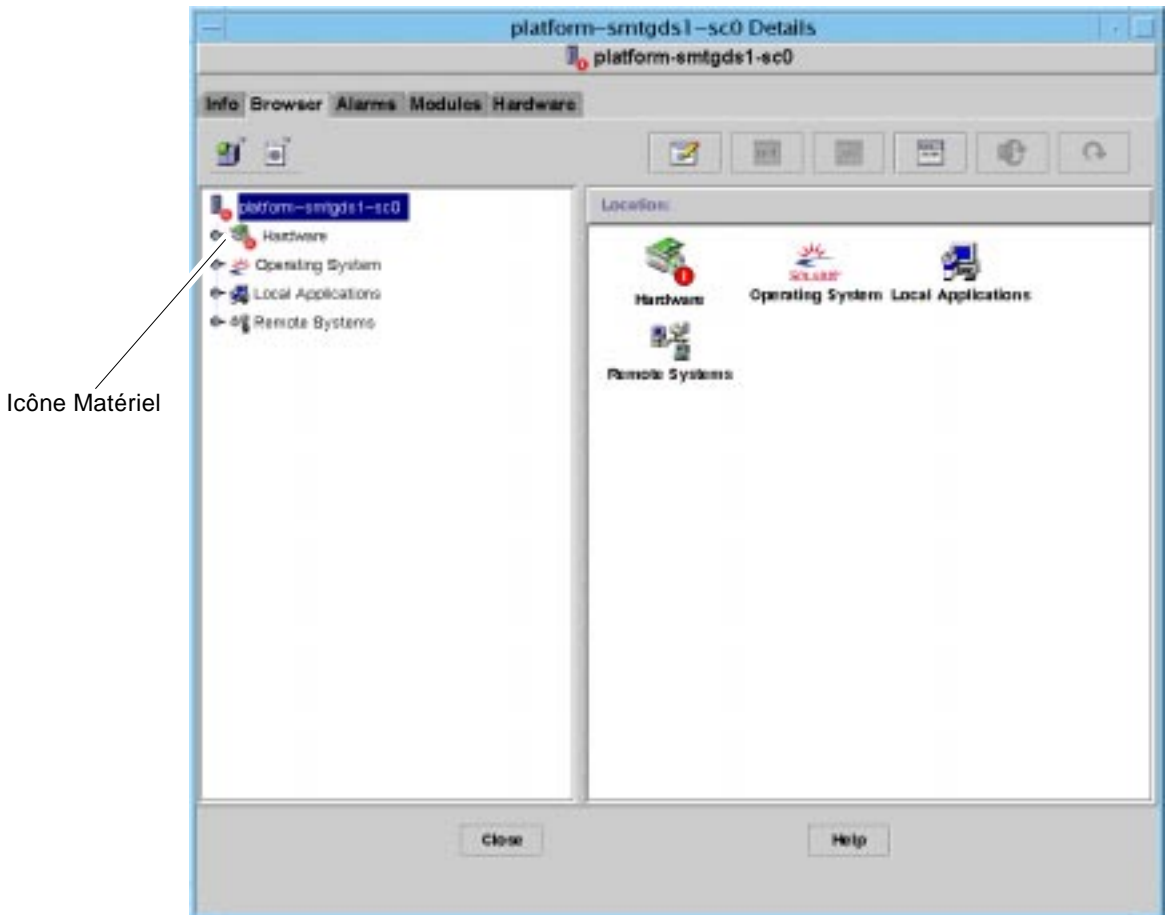 platform-smtgds1-sc0 Details
platform-smtgds1-sc0
Info Browser Alarms Modules Hardware
platform-smtgds1-sc0
Hardware
Operating System
Local Applications
Remote Systems
Location:
Hardware
SOLARIS
Operating System
Local Applications
Remote Systems
Icône Matériel
Close
Help